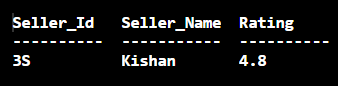 Seller_Id Seller_Name Rating
---------- ----------- ----------
3S Kishan 4.8